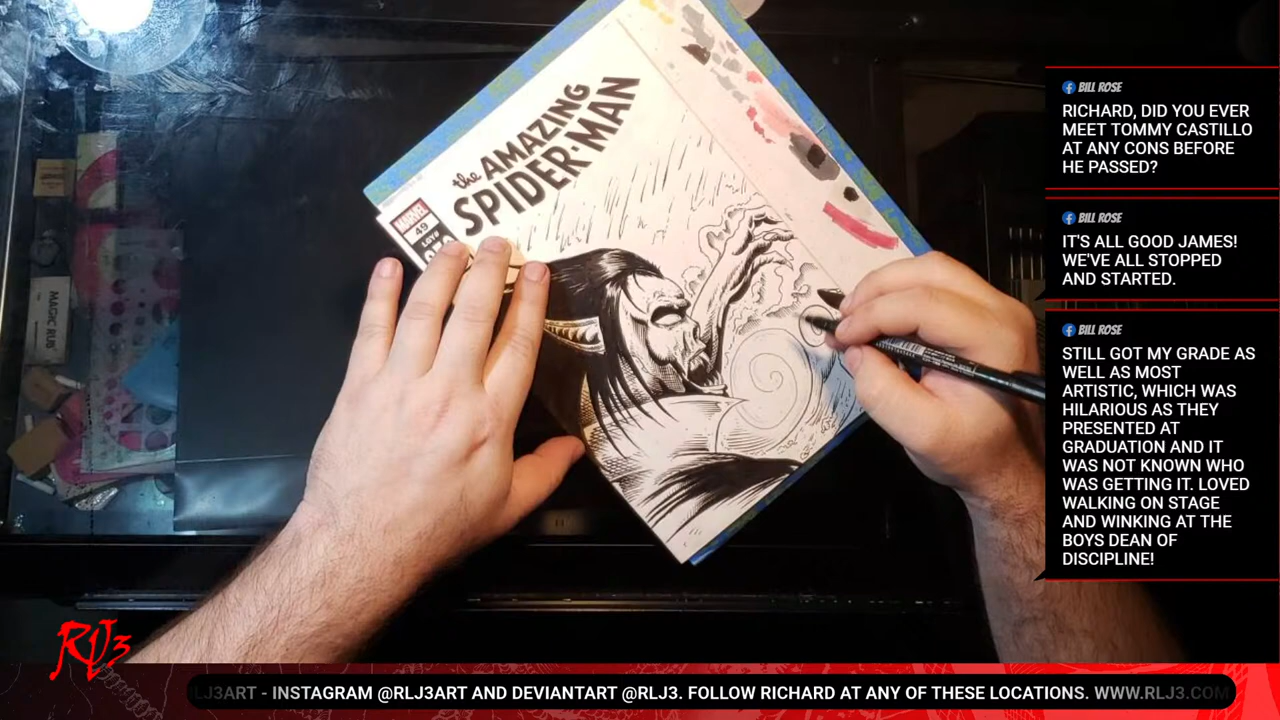 the AMAZING
SPIDER-MAN
MARVEL
49
LGY#
MAGIC RUB
BILL ROSE
RICHARD, DID YOU EVER
MEET TOMMY CASTILLO
AT ANY CONS BEFORE
HE PASSED?
BILL ROSE
IT'S ALL GOOD JAMES!
WE'VE ALL STOPPED
AND STARTED.
BILL ROSE
STILL GOT MY GRADE AS
WELL AS MOST
ARTISTIC, WHICH WAS
HILARIOUS AS THEY
PRESENTED AT
GRADUATION AND IT
WAS NOT KNOWN WHO
WAS GETTING IT. LOVED
WALKING ON STAGE
AND WINKING AT THE
BOYS DEAN OF
DISCIPLINE!
RLJ3
LJ3ART - INSTAGRAM @RLJ3ART AND DEVIANTART @RLJ3. FOLLOW RICHARD AT ANY OF THESE LOCATIONS. WWW.RLJ3.COM